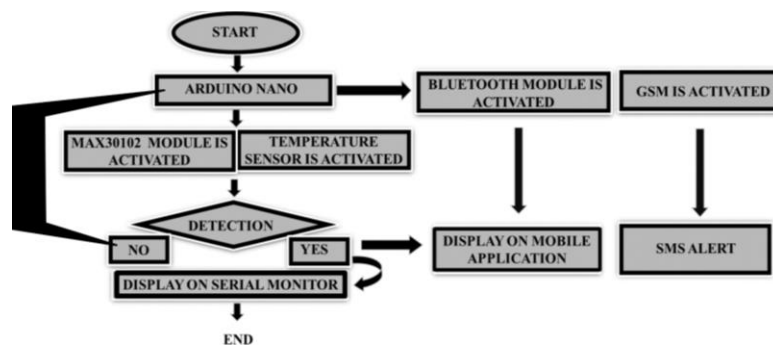 START
ARDUINO NANO
BLUETOOTH MODULE IS
ACTIVATED
GSM IS ACTIVATED
MAX30102 MODULE IS
ACTIVATED
TEMPERATURE
SENSOR IS ACTIVATED
DETECTION
NO
YES
DISPLAY ON MOBILE
APPLICATION
SMS ALERT
DISPLAY ON SERIAL MONITOR
END